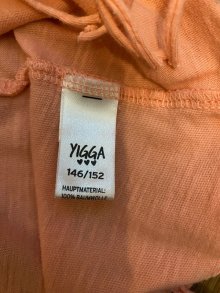 YIGGA
146/152
HAUPTMATERIAL:
100% BAUMWOLLE